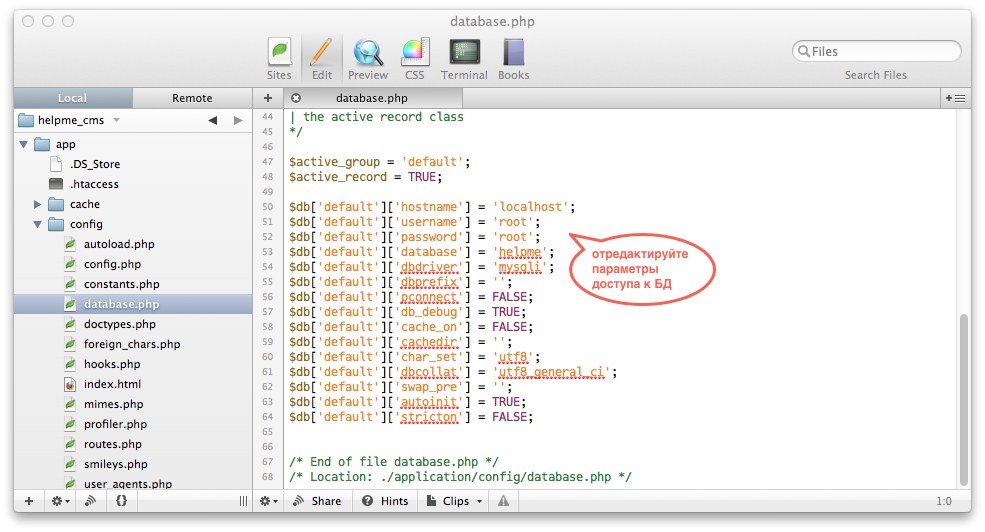 database.php
Sites
Edit
Preview
CSS
Terminal
Books
Files
Search Files
Local
Remote
database.php
helpme_cms
app
.DS_Store
.htaccess
cache
config
autoload.php
config.php
constants.php
database.php
doctypes.php
foreign_chars.php
hooks.php
index.html
mimes.php
profiler.php
routes.php
smileys.php
user_agents.php
44 | the active record class
45 */
46
47 $active_group = 'default';
48 $active_record = TRUE;
49
50 $db['default']['hostname'] = 'localhost';
51 $db['default']['username'] = 'root';
52 $db['default']['password'] = 'root';
53 $db['default']['database'] = 'helpme';
54 $db['default']['dbdriver'] = 'mysqli';
55 $db['default']['dbprefix'] = '';
56 $db['default']['pconnect'] = FALSE;
57 $db['default']['db_debug'] = TRUE;
58 $db['default']['cache_on'] = FALSE;
59 $db['default']['cachedir'] = '';
60 $db['default']['char_set'] = 'utf8';
61 $db['default']['dbcollat'] = 'utf8_general_ci';
62 $db['default']['swap_pre'] = '';
63 $db['default']['autoinit'] = TRUE;
64 $db['default']['stricton'] = FALSE;
65
66
67 /* End of file database.php */
68 /* Location: ./application/config/database.php */
отредактируйте
параметры
доступа к БД
Share
Hints
Clips
1:0